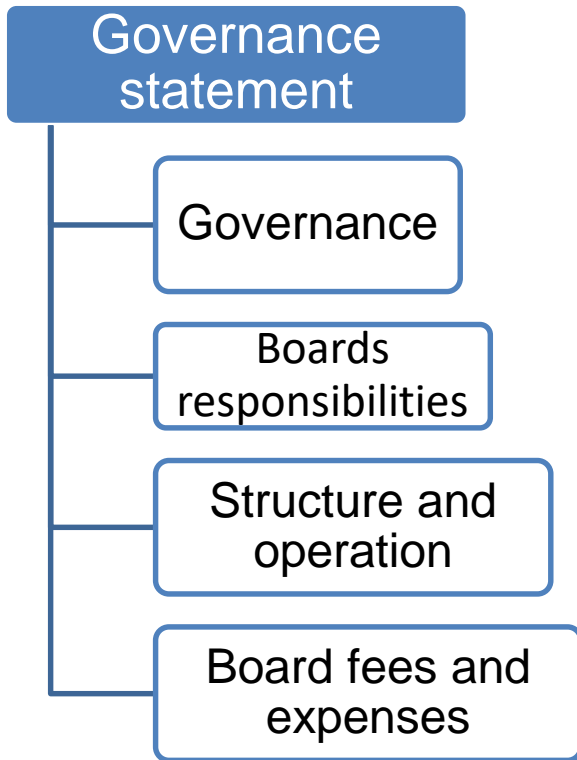 Governance
statement
Governance
Boards
responsibilities
Structure and
operation
Board fees and
expenses